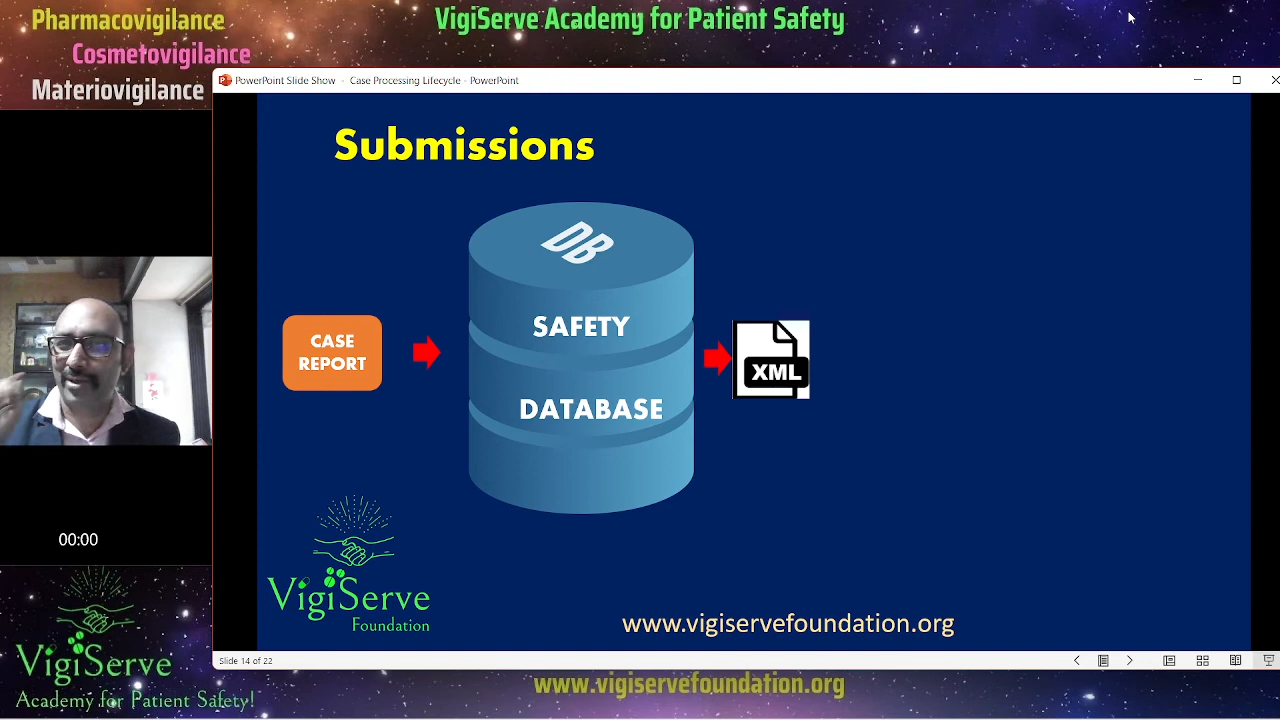 Pharmacovigilance
Cosmetovigilance
Materiovigilance
VigiServe Academy for Patient Safety
PowerPoint Slide Show - Case Processing Lifecycle - PowerPoint
Submissions
DB
SAFETY
DATABASE
CASE
REPORT
XML
VigiServe
Foundation
www.vigiservefoundation.org
00:00
Slide 14 of 22
VigiServe
Academy for Patient Safety!
www.vigiservefoundation.org